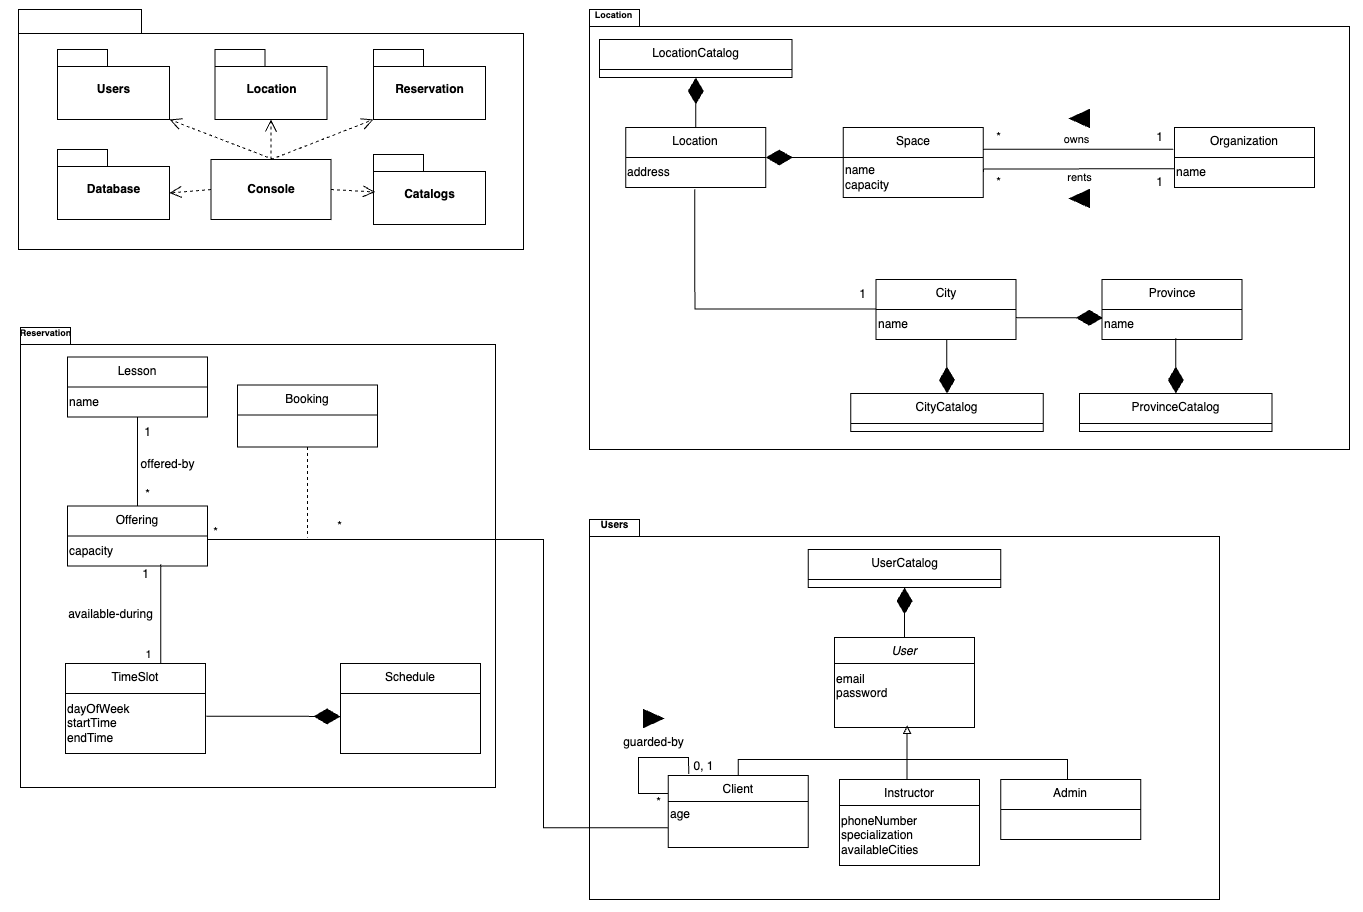 Users
Location
Reservation
Database
Console
Catalogs
Location
LocationCatalog
Location
address
Space
name
capacity
*
owns
1
*
rents
1
Organization
name
1
City
name
Province
name
CityCatalog
ProvinceCatalog
Reservation
Lesson
name
Booking
1
offered-by
*
Offering
capacity
*
*
1
available-during
1
TimeSlot
dayOfWeek
startTime
endTime
Schedule
Users
UserCatalog
User
email
password
guarded-by
0, 1
*
Client
age
Instructor
phoneNumber
specialization
availableCities
Admin